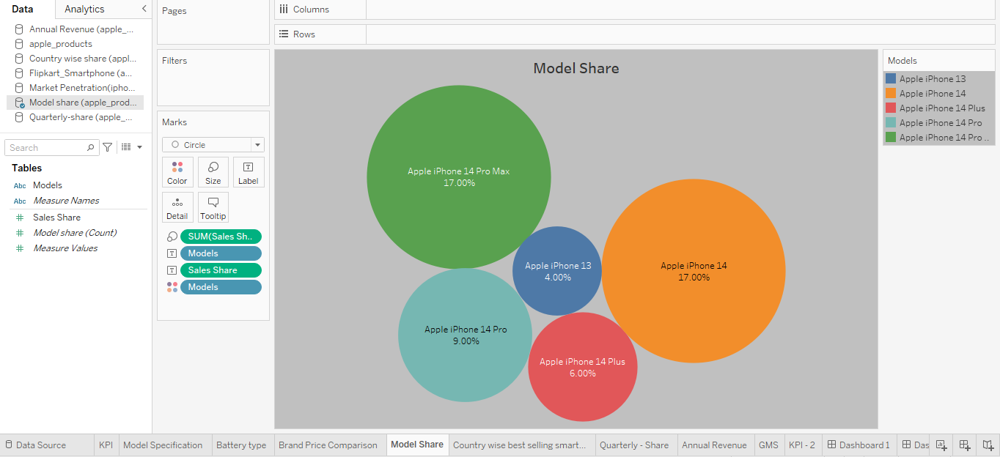 Data
Analytics
Annual Revenue (apple_...
apple_products
Country wise share (appl...
Flipkart_Smartphone (a...
Market Penetration(ipho...
Model share (apple_prod...
Quarterly-share (apple_...
Search
Tables
Abc Models
Abc Measure Names
Sales Share
Model share (Count)
Measure Values
Pages
Filters
Marks
Circle
Color
Size
Label
Detail
Tooltip
SUM(Sales Sh..
Models
Sales Share
Models
Columns
Rows
Model Share
Apple iPhone 14 Pro Max
17.00%
Apple iPhone 13
4.00%
Apple iPhone 14
17.00%
Apple iPhone 14 Pro
9.00%
Apple iPhone 14 Plus
6.00%
Models
Apple iPhone 13
Apple iPhone 14
Apple iPhone 14 Plus
Apple iPhone 14 Pro
Apple iPhone 14 Pro ..
Data Source
KPI
Model Specification
Battery type
Brand Price Comparison
Model Share
Country wise best selling smart...
Quarterly - Share
Annual Revenue
GMS
KPI - 2
Dashboard 1
Das